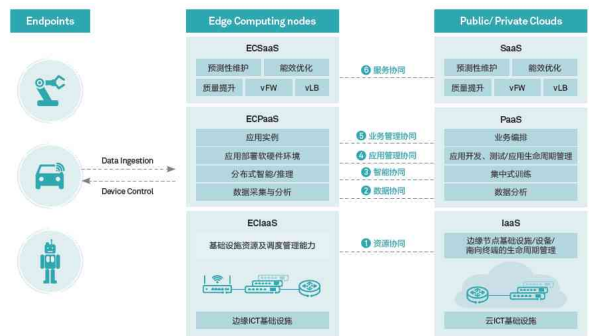 Endpoints
Edge Computing nodes
Public/ Private Clouds
ECSaaS
预测性维护
能效优化
质量提升
vFW
vLB
❻ 服务协同
SaaS
预测性维护
能效优化
质量提升
vFW
vLB
Data Ingestion
Device Control
ECPaaS
应用实例
应用部署软硬件环境
分布式智能/推理
数据采集与分析
❺ 业务管理协同
❹ 应用管理协同
❸ 智能协同
❷ 数据协同
PaaS
业务编排
应用开发、测试/应用生命周期管理
集中式训练
数据分析
ECIaaS
基础设施资源及调度管理能力
边缘ICT基础设施
❶ 资源协同
IaaS
边缘节点基础设施/设备/
南向终端的生命周期管理
云ICT基础设施